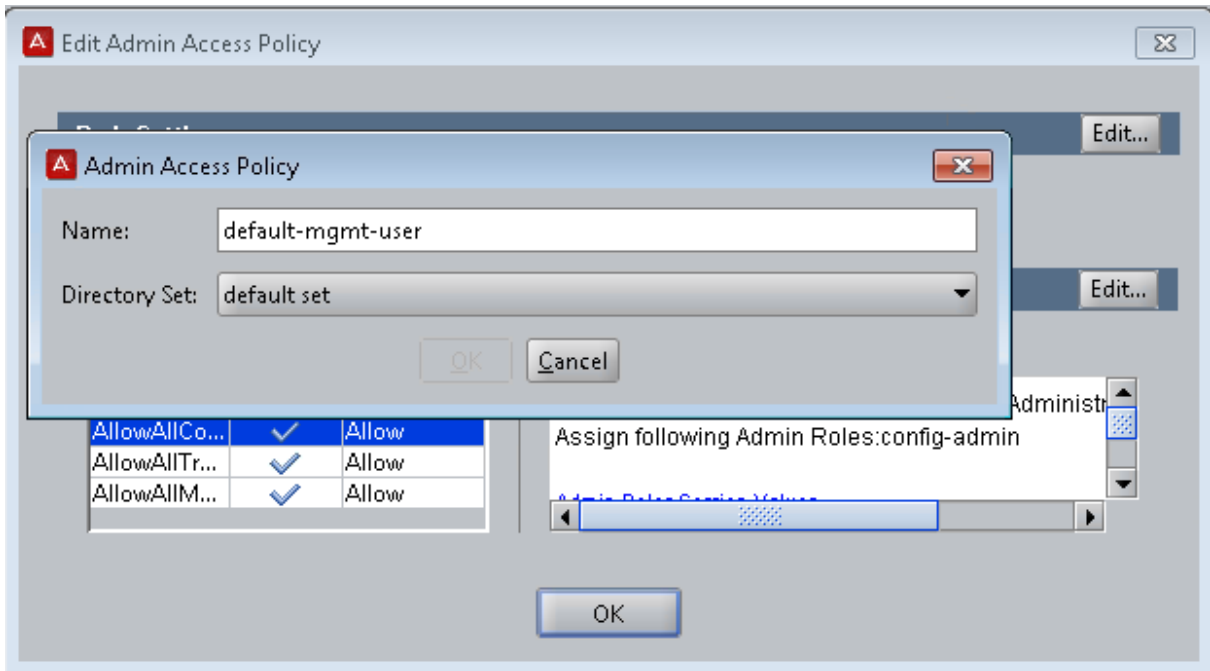 Edit Admin Access Policy
Edit...
Admin Access Policy
Name: default-mgmt-user
Directory Set: default set
Edit...
OK Cancel
Administr
AllowAllCo... Allow
Assign following Admin Roles:config-admin
AllowAllTr... Allow
AllowAllM... Allow
OK